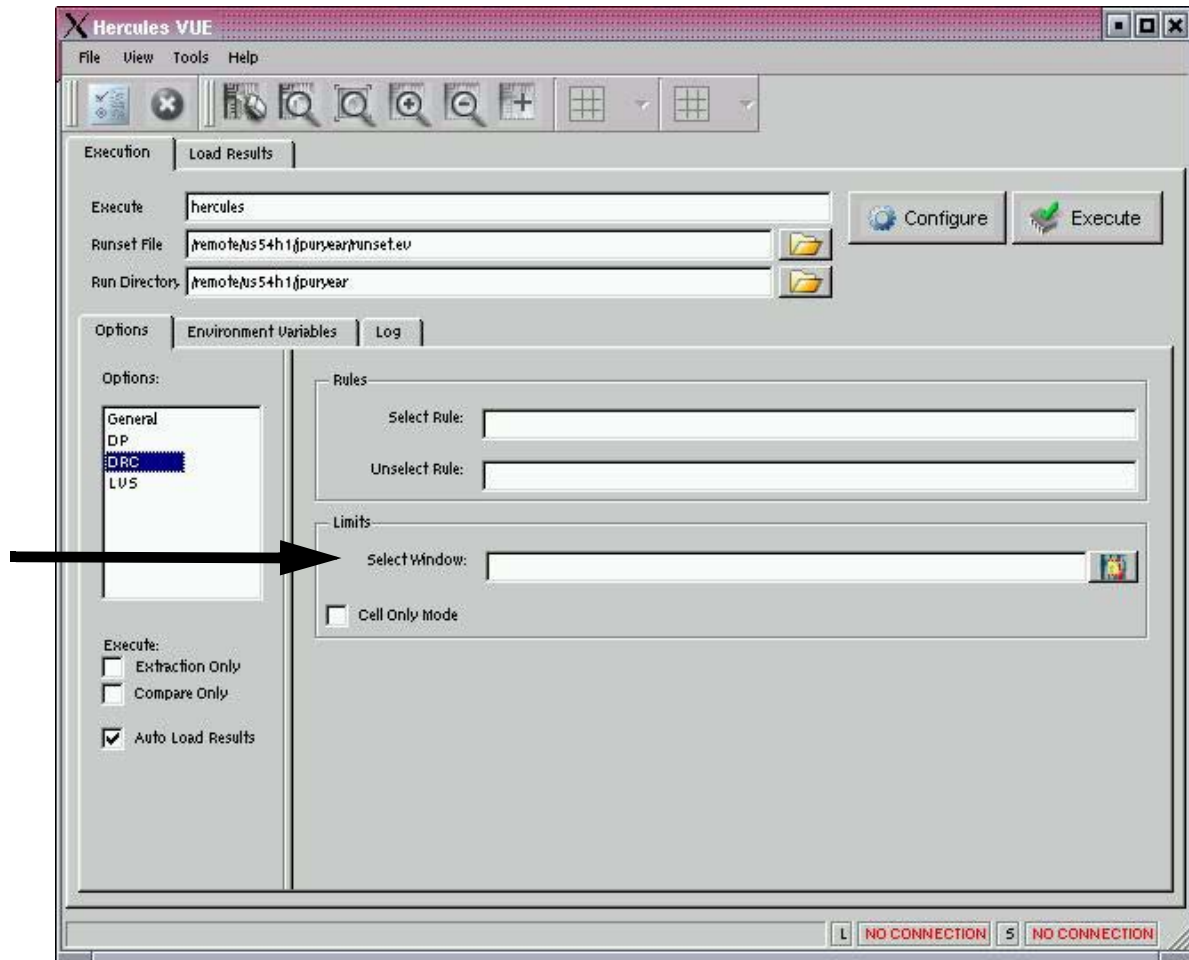 Hercules VUE
File View Tools Help
Execution Load Results
Execute hercules
Configure Execute
Runset File /remote/us54h1/jpuryear/runset.ev
Run Directory /remote/us54h1/jpuryear
Options Environment Variables Log
Options:
General
DP
DRC
LVS
Rules
Select Rule:
Unselect Rule:
Limits
Select Window:
Cell Only Mode
Execute:
Extraction Only
Compare Only
Auto Load Results
L NO CONNECTION S NO CONNECTION